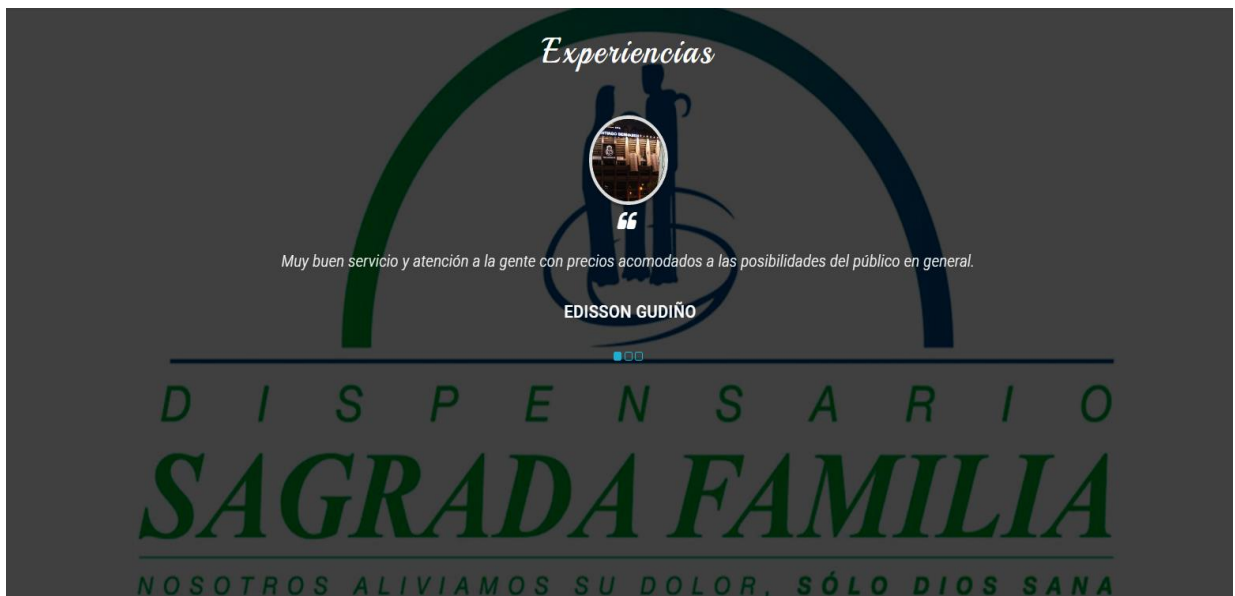 Experiencias
Muy buen servicio y atención a la gente con precios acomodados a las posibilidades del público en general.
EDISSON GUDIÑO
DISPENSARIO
SAGRADA FAMILIA
NOSOTROS ALIVIAMOS SU DOLOR, SÓLO DIOS SANA